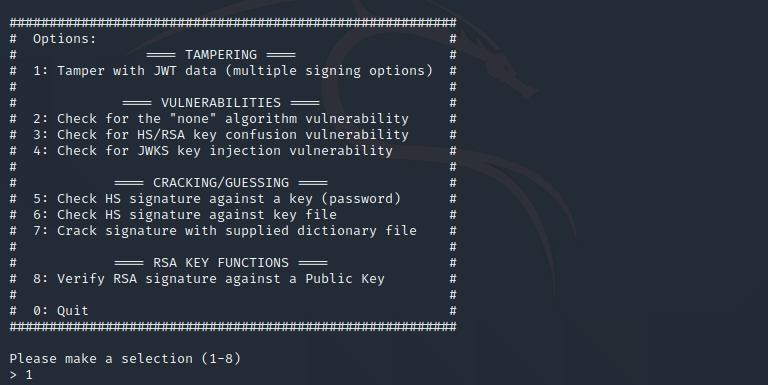 ########################################################
#  Options:                                            #
#                ==== TAMPERING ====                   #
#  1: Tamper with JWT data (multiple signing options)  #
#                                                      #
#             ==== VULNERABILITIES ====                #
#  2: Check for the "none" algorithm vulnerability     #
#  3: Check for HS/RSA key confusion vulnerability     #
#  4: Check for JWKS key injection vulnerability       #
#                                                      #
#            ==== CRACKING/GUESSING ====               #
#  5: Check HS signature against a key (password)      #
#  6: Check HS signature against key file              #
#  7: Crack signature with supplied dictionary file    #
#                                                      #
#            ==== RSA KEY FUNCTIONS ====               #
#  8: Verify RSA signature against a Public Key        #
#                                                      #
#  0: Quit                                             #
########################################################

Please make a selection (1-8)
> 1